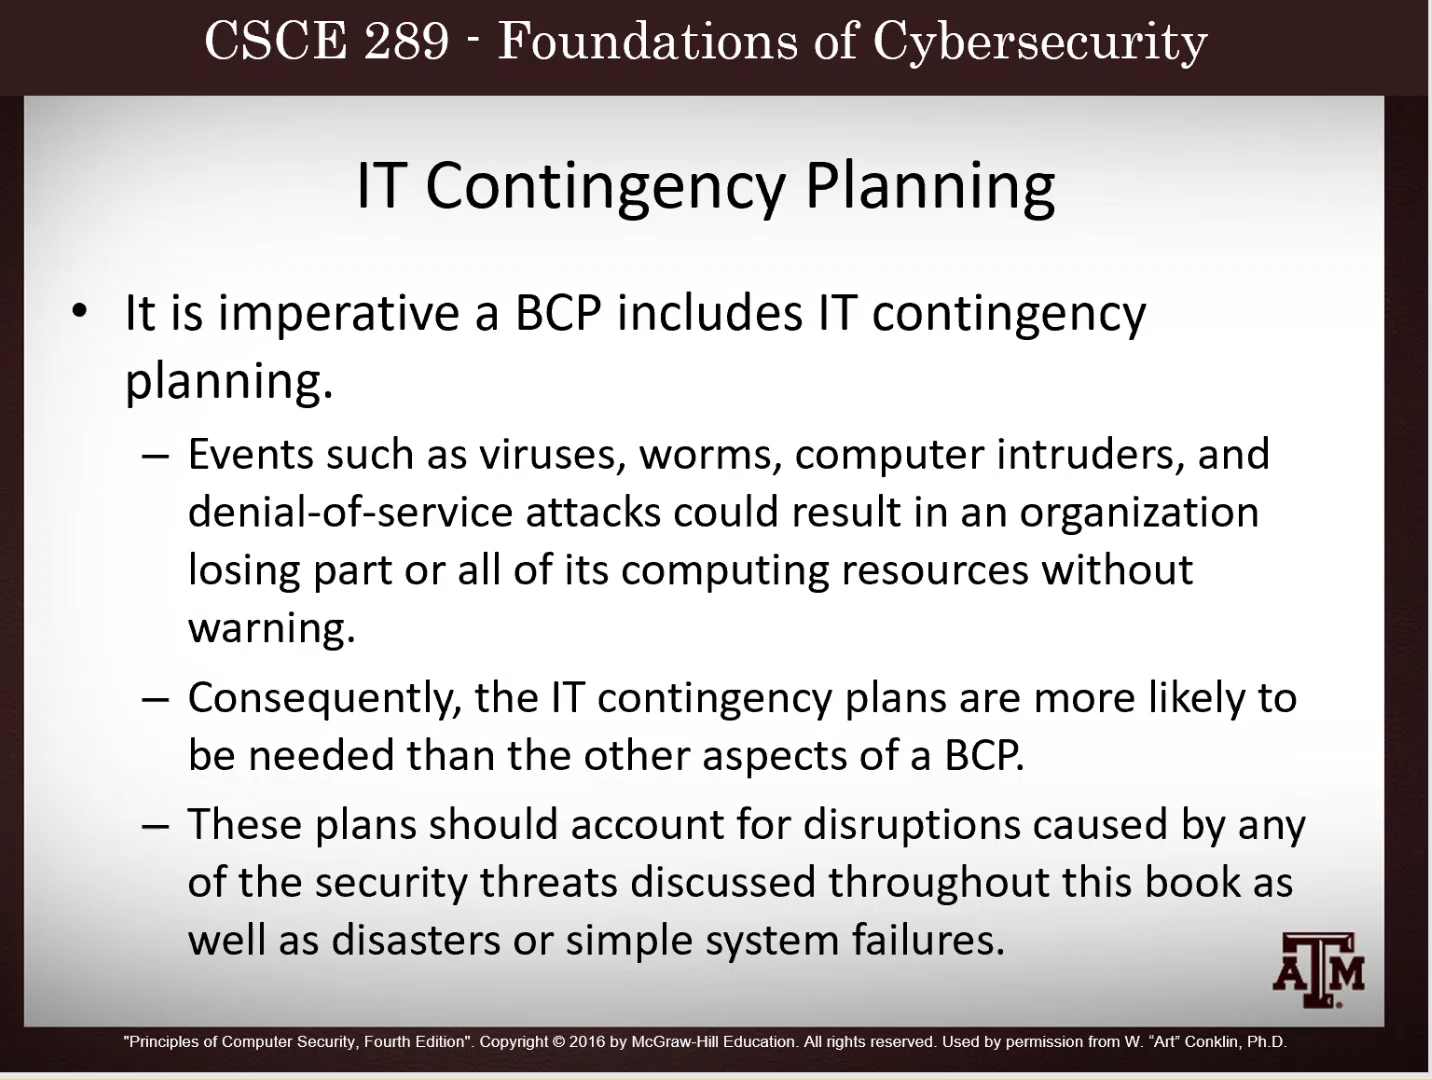 CSCE 289 - Foundations of Cybersecurity
IT Contingency Planning
• It is imperative a BCP includes IT contingency
planning.
– Events such as viruses, worms, computer intruders, and
denial-of-service attacks could result in an organization
losing part or all of its computing resources without
warning.
– Consequently, the IT contingency plans are more likely to
be needed than the other aspects of a BCP.
– These plans should account for disruptions caused by any
of the security threats discussed throughout this book as
well as disasters or simple system failures.
ATM
"Principles of Computer Security, Fourth Edition". Copyright © 2016 by McGraw-Hill Education. All rights reserved. Used by permission from W. “Art” Conklin, Ph.D.